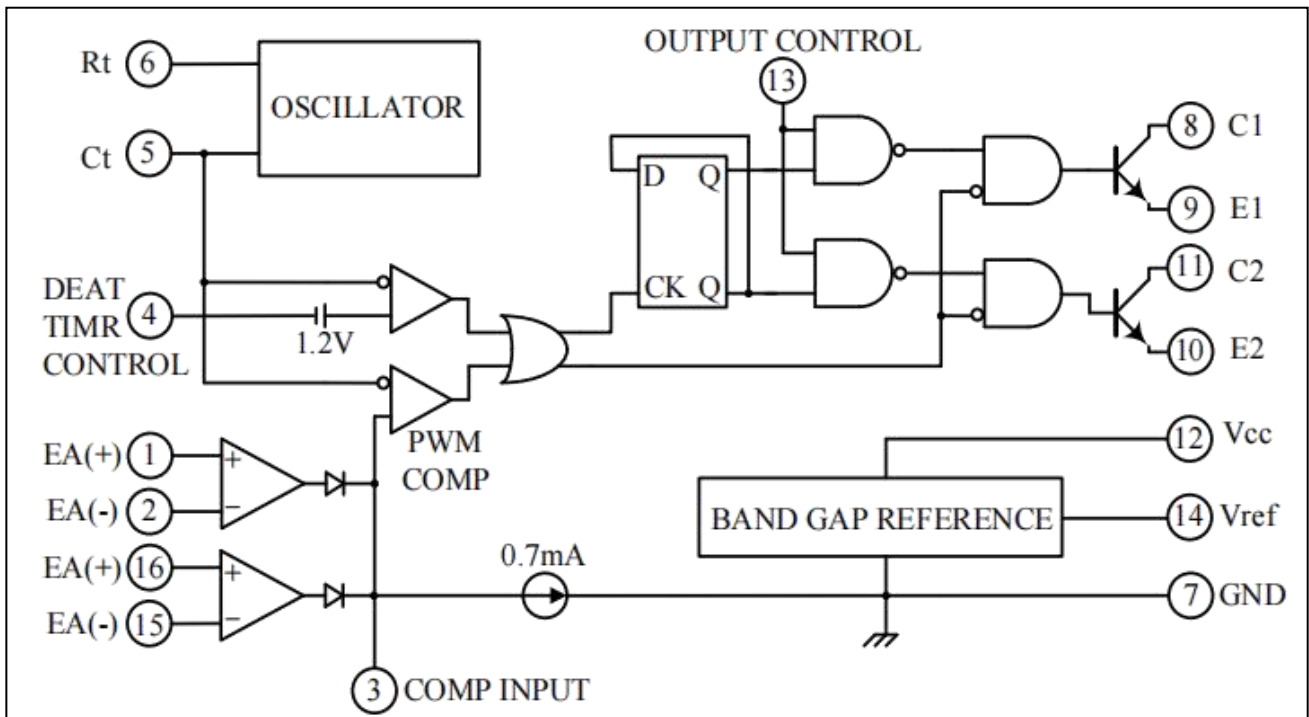 Rt 6
OSCILLATOR
Ct 5
OUTPUT CONTROL
13
D Q
CK Q
8 C1
9 E1
11 C2
10 E2
DEAT
TIMR
CONTROL
4
1.2V
PWM
COMP
EA(+) 1
+
EA(-) 2
−
EA(+) 16
+
EA(-) 15
−
0.7mA
3 COMP INPUT
12 Vcc
BAND GAP REFERENCE
14 Vref
7 GND